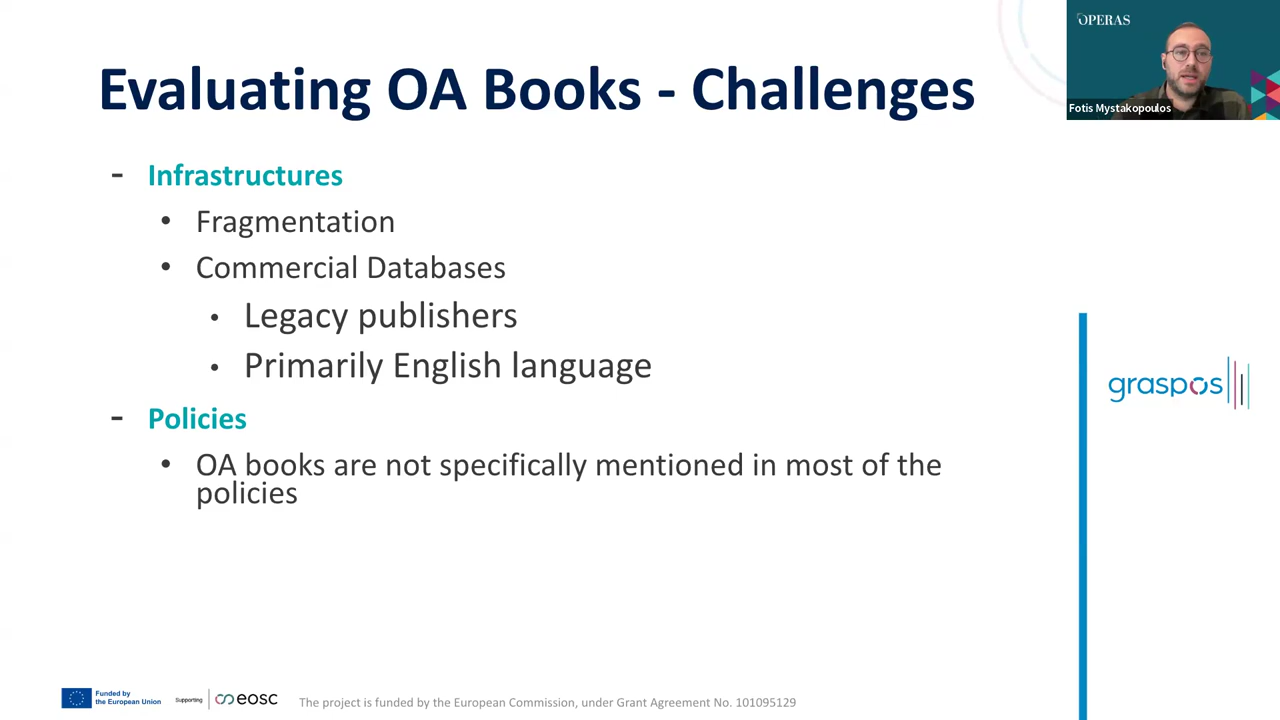 OPERAS
Fotis Mystakopoulos
Evaluating OA Books - Challenges
- Infrastructures
• Fragmentation
• Commercial Databases
• Legacy publishers
• Primarily English language
- Policies
• OA books are not specifically mentioned in most of the
policies
graspos
Funded by
the European Union
Supporting
eosc
The project is funded by the European Commission, under Grant Agreement No. 101095129